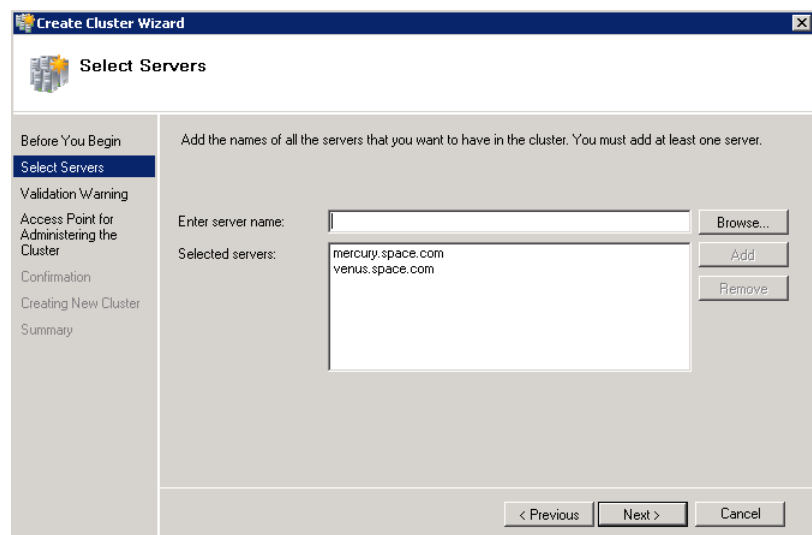 Create Cluster Wizard
Select Servers
Before You Begin
Select Servers
Validation Warning
Access Point for
Administering the
Cluster
Confirmation
Creating New Cluster
Summary
Add the names of all the servers that you want to have in the cluster. You must add at least one server.
Enter server name:
Browse...
Selected servers:
mercury.space.com
venus.space.com
Add
Remove
< Previous
Next >
Cancel